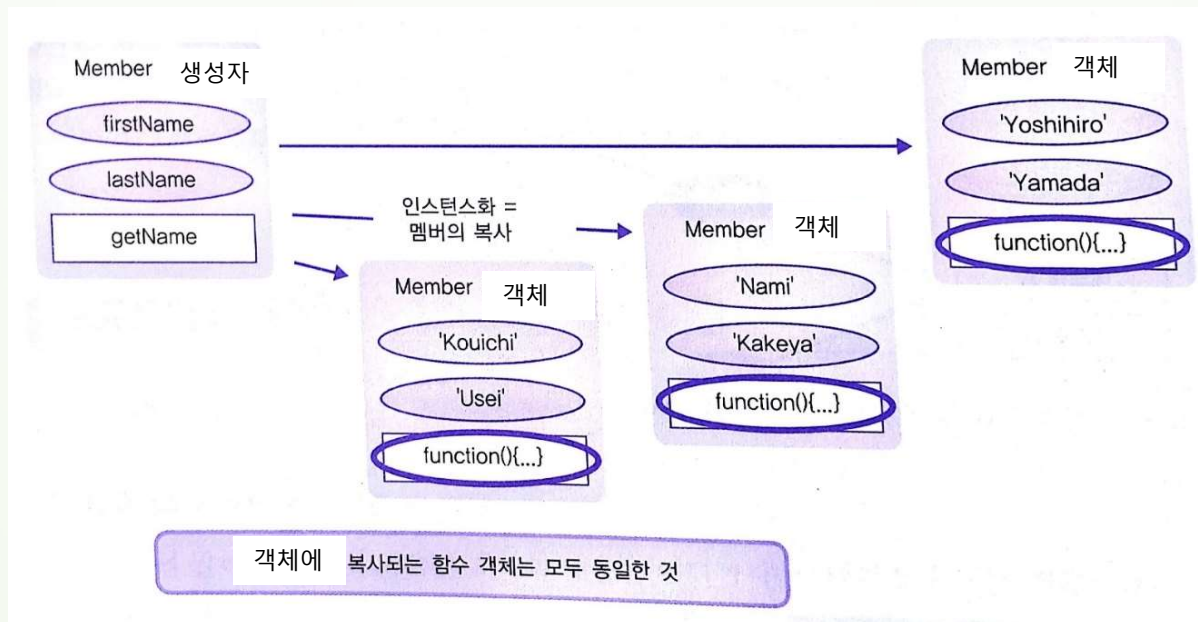 Member 생성자
firstName
lastName
getName
인스턴스화 =
멤버의 복사
Member 객체
'Kouichi'
'Usei'
function(){...}
Member 객체
'Nami'
'Kakeya'
function(){...}
Member 객체
'Yoshihiro'
'Yamada'
function(){...}
객체에 복사되는 함수 객체는 모두 동일한 것